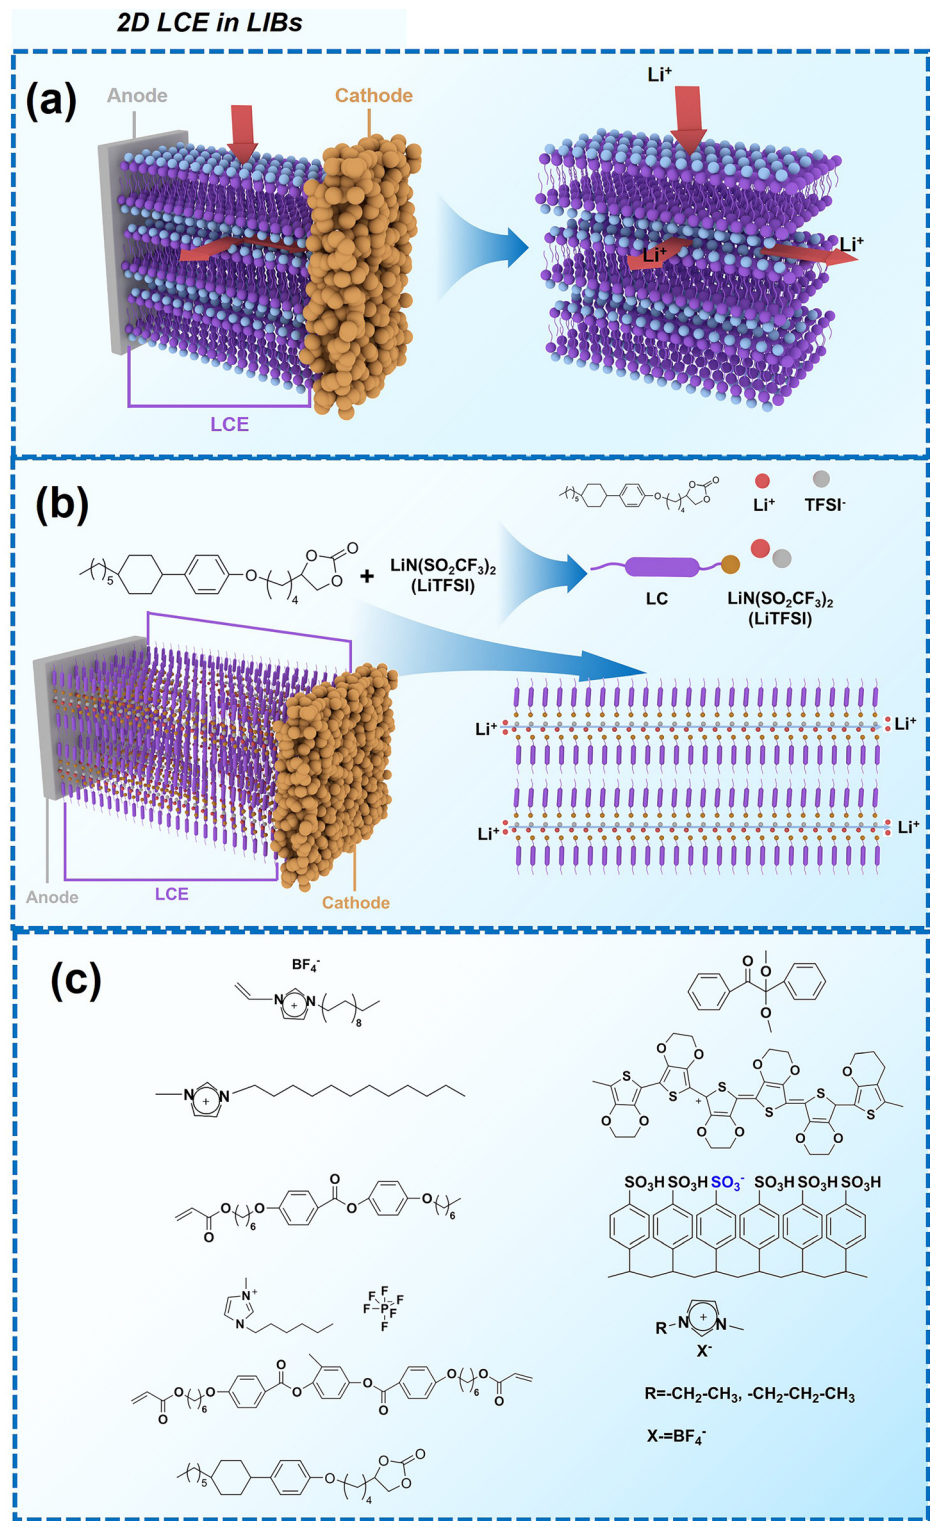 2D LCE in LIBs
(a)
Anode
Cathode
Li⁺
Li⁺
Li⁺
LCE
(b)
( )5
O
( )4
O
O
O
+
LiN(SO₂CF₃)₂
(LiTFSI)
( )5
O
( )4
O
O
O
Li⁺
TFSI⁻
LC
LiN(SO₂CF₃)₂
(LiTFSI)
Li⁺
Li⁺
Li⁺
Li⁺
LCE
Anode
Cathode
(c)
BF₄⁻
N
+
N
( )8
N
+
N
O
O
( )6
O
O
O
O
( )6
N
+
N
F
F
F
P
F
F
F
O
O
( )6
O
O
O
O
O
O
( )6
O
O
( )5
O
( )4
O
O
O
O
O
O
O
O
O
O
O
S
S
S
S
S
S
+
O
O
O
O
O
O
SO₃H SO₃H SO₃⁻ SO₃H SO₃H SO₃H
R
N
+
N
X⁻
R=-CH₂-CH₃, -CH₂-CH₂-CH₃
X-=BF₄⁻